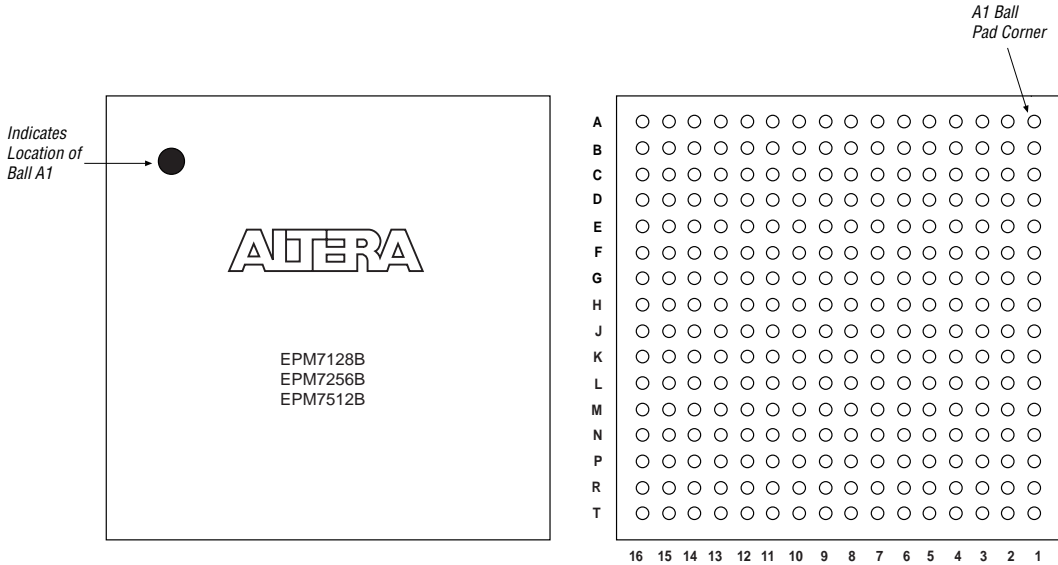 A1 Ball
Pad Corner
Indicates
Location of
Ball A1
ALTERA
EPM7128B
EPM7256B
EPM7512B
A
B
C
D
E
F
G
H
J
K
L
M
N
P
R
T
16 15 14 13 12 11 10 9 8 7 6 5 4 3 2 1